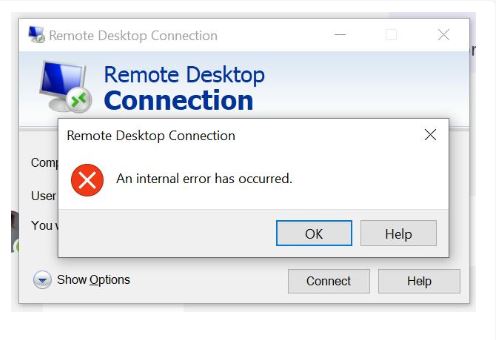 Remote Desktop Connection
Remote Desktop
Connection
Remote Desktop Connection
An internal error has occurred.
OK
Help
Comp
User
You
Show Options
Connect
Help